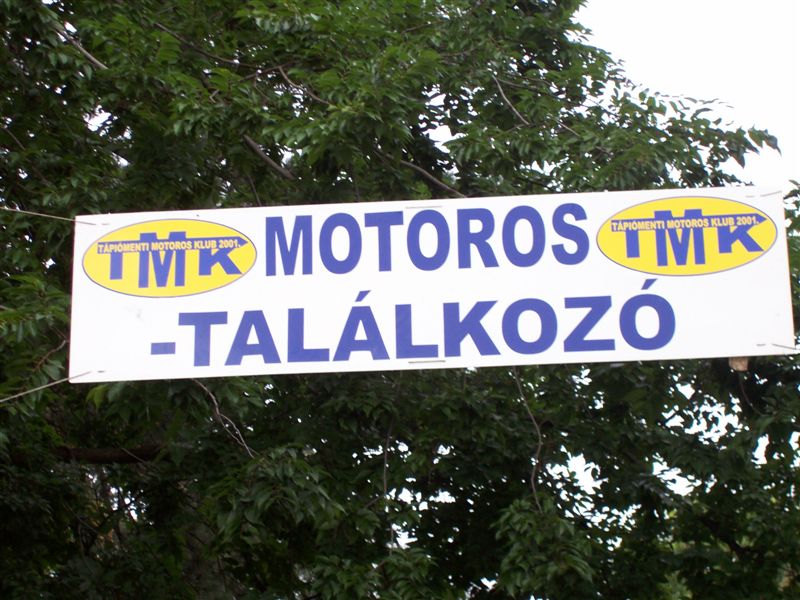 TÁPIÓMENTI MOTOROS KLUB 2001.
TMK
MOTOROS
TÁPIÓMENTI MOTOROS KLUB 2001.
TMK
-TALÁLKOZÓ